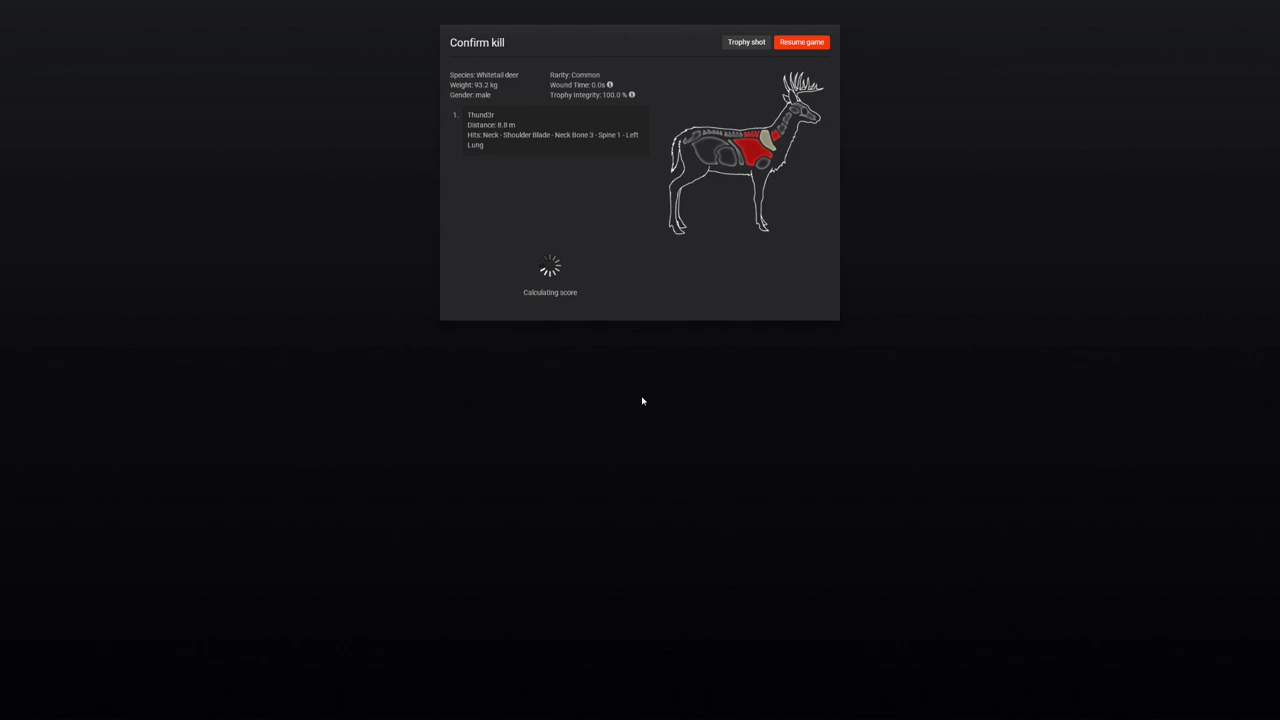 Confirm kill
Trophy shot
Resume game
Species: Whitetail deer
Rarity: Common
Weight: 93.2 kg
Wound Time: 0.0s
Gender: male
Trophy Integrity: 100.0 %
1. Thund3r
Distance: 8.8 m
Hits: Neck - Shoulder Blade - Neck Bone 3 - Spine 1 - Left
Lung
Calculating score